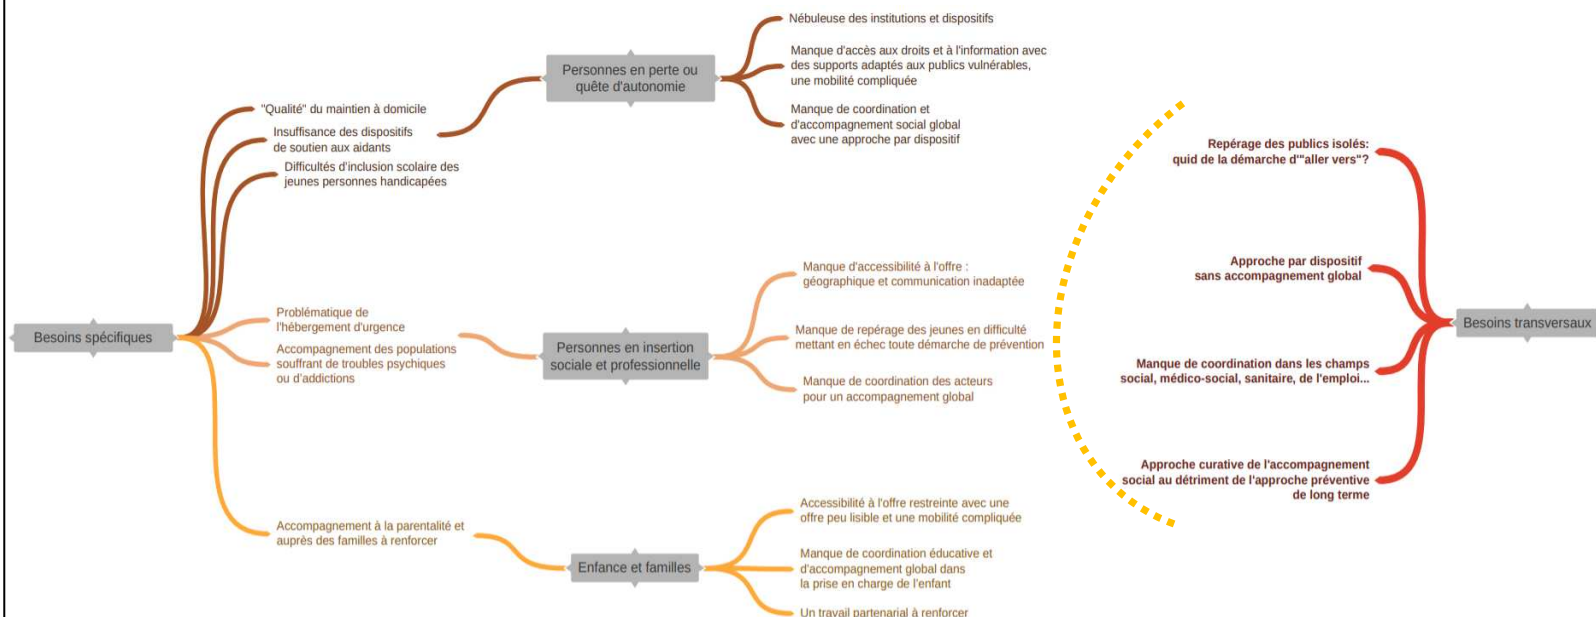 Besoins spécifiques
"Qualité" du maintien à domicile
Insuffisance des dispositifs
de soutien aux aidants
Difficultés d'inclusion scolaire des
jeunes personnes handicapées
Personnes en perte ou
quête d'autonomie
Nébuleuse des institutions et dispositifs
Manque d'accès aux droits et à l'information avec
des supports adaptés aux publics vulnérables,
une mobilité compliquée
Manque de coordination et
d'accompagnement social global
avec une approche par dispositif
Problématique de
l'hébergement d'urgence
Accompagnement des populations
souffrant de troubles psychiques
ou d'addictions
Personnes en insertion
sociale et professionnelle
Manque d'accessibilité à l'offre :
géographique et communication inadaptée
Manque de repérage des jeunes en difficulté
mettant en échec toute démarche de prévention
Manque de coordination des acteurs
pour un accompagnement global
Accompagnement à la parentalité et
auprès des familles à renforcer
Enfance et familles
Accessibilité à l'offre restreinte avec une
offre peu lisible et une mobilité compliquée
Manque de coordination éducative et
d'accompagnement global dans
la prise en charge de l'enfant
Un travail partenarial à renforcer
Repérage des publics isolés:
quid de la démarche d'"aller vers"?
Approche par dispositif
sans accompagnement global
Manque de coordination dans les champs
social, médico-social, sanitaire, de l'emploi...
Approche curative de l'accompagnement
social au détriment de l'approche préventive
de long terme
Besoins transversaux